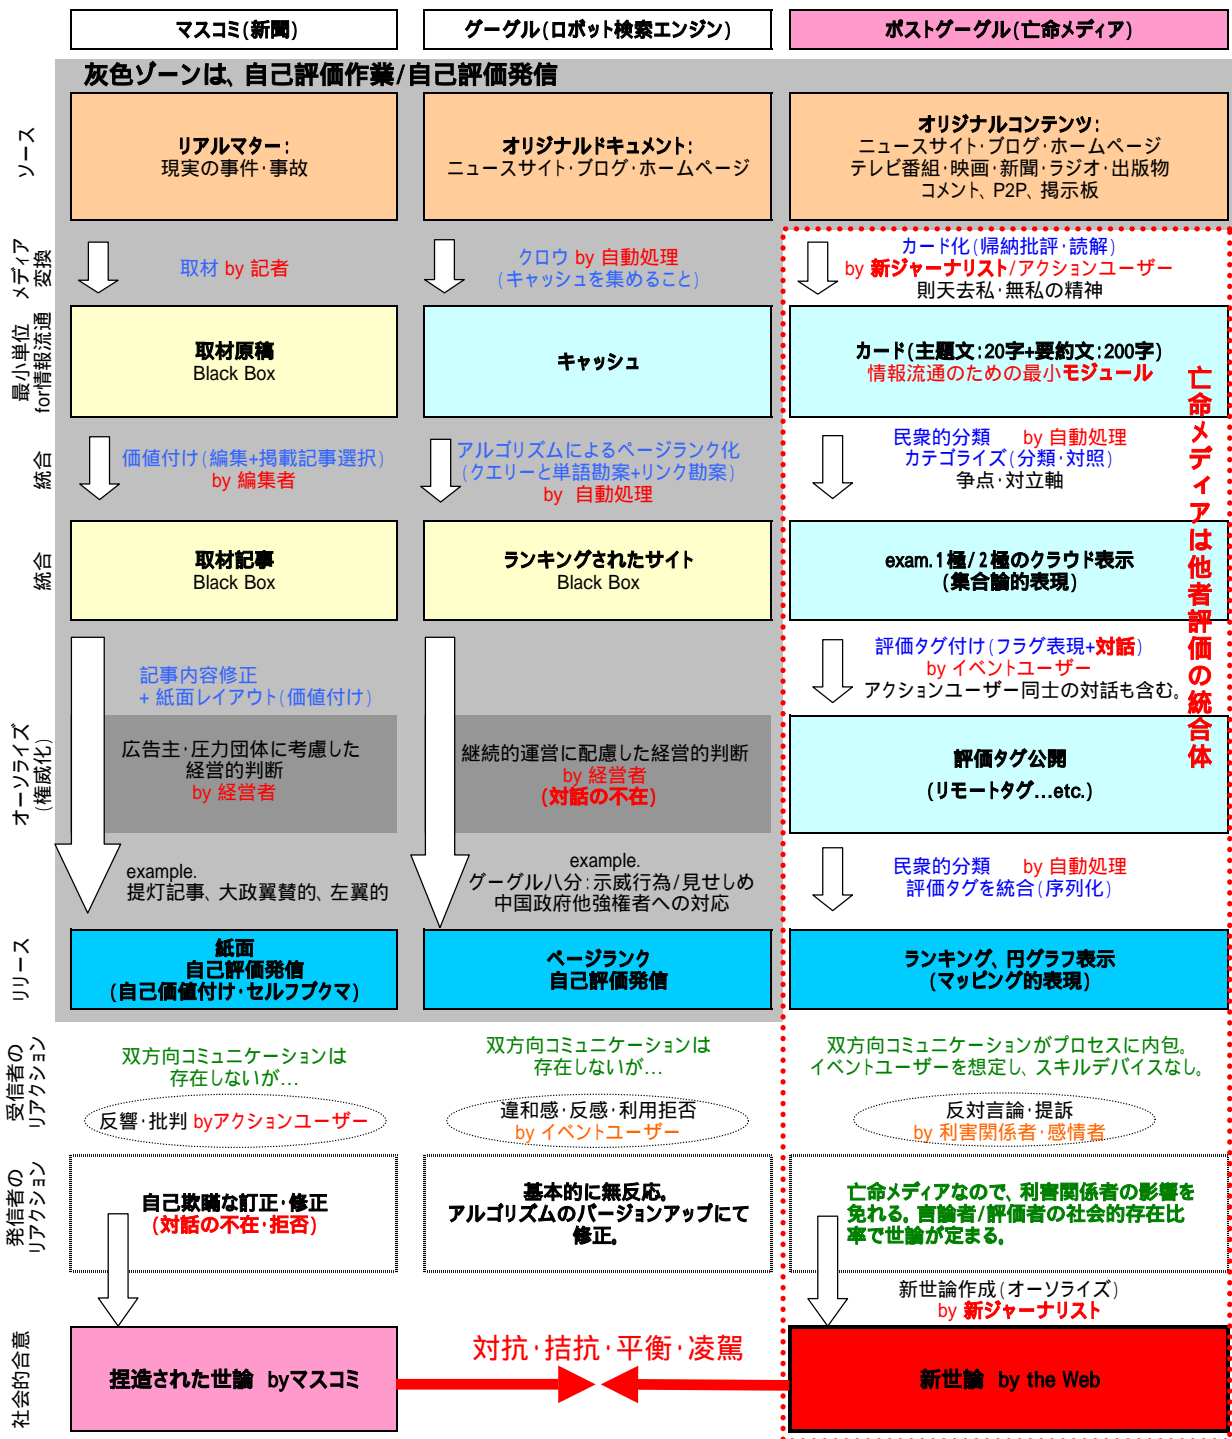 マスコミ(新聞)
グーグル(ロボット検索エンジン)
ポストグーグル(亡命メディア)
灰色ゾーンは、自己評価作業/自己評価発信
ソース
リアルマター:
現実の事件·事故
オリジナルドキュメント:
ニュースサイト·ブログ·ホームページ
オリジナルコンテンツ:
ニュースサイト·ブログ·ホームページ
テレビ番組·映画·新聞·ラジオ·出版物
コメント、P2P、掲示板
メディア
変換
取材 by 記者
クロウ by 自動処理
(キャッシュを集めること)
カード化(帰納批評·読解)
by 新ジャーナリスト/アクションユーザー
則天去私·無私の精神
最小単位
for情報流通
取材原稿
Black Box
キャッシュ
カード(主題文:20字+要約文:200字)
情報流通のための最小モジュール
亡命メディアは他者評価の統合体
統合
価値付け(編集+掲載記事選択)
by 編集者
アルゴリズムによるページランク化
(クエリーと単語勘案+リンク勘案)
by 自動処理
民衆的分類 by 自動処理
カテゴライズ(分類·対照)
争点·対立軸
統合
取材記事
Black Box
ランキングされたサイト
Black Box
exam.1極/2極のクラウド表示
(集合論的表現)
オーソライズ
(権威化)
記事内容修正
+ 紙面レイアウト(価値付け)
広告主·圧力団体に考慮した
経営的判断
by 経営者
example.
提灯記事、大政翼賛的、左翼的
継続的運営に配慮した経営的判断
by 経営者
(対話の不在)
example.
グーグル八分:示威行為/見せしめ
中国政府他強権者への対応
評価タグ付け(フラグ表現+対話)
by イベントユーザー
アクションユーザー同士の対話も含む。
評価タグ公開
(リモートタグ...etc.)
民衆的分類 by 自動処理
評価タグを統合(序列化)
リリース
紙面
自己評価発信
(自己価値付け·セルフブクマ)
ページランク
自己評価発信
ランキング、円グラフ表示
(マッピング的表現)
受信者の
リアクション
双方向コミュニケーションは
存在しないが…
反響·批判 byアクションユーザー
双方向コミュニケーションは
存在しないが…
違和感·反感·利用拒否
by イベントユーザー
双方向コミュニケーションがプロセスに内包。
イベントユーザーを想定し、スキルデバイスなし。
反対言論·提訴
by 利害関係者·感情者
発信者の
リアクション
自己欺瞞な訂正·修正
(対話の不在·拒否)
基本的に無反応。
アルゴリズムのバージョンアップにて
修正。
亡命メディアなので、利害関係者の影響を
免れる。言論者/評価者の社会的存在比
率で世論が定まる。
新世論作成(オーソライズ)
by 新ジャーナリスト
社会的合意
捏造された世論 byマスコミ
対抗·拮抗·平衡·凌駕
新世論 by the Web